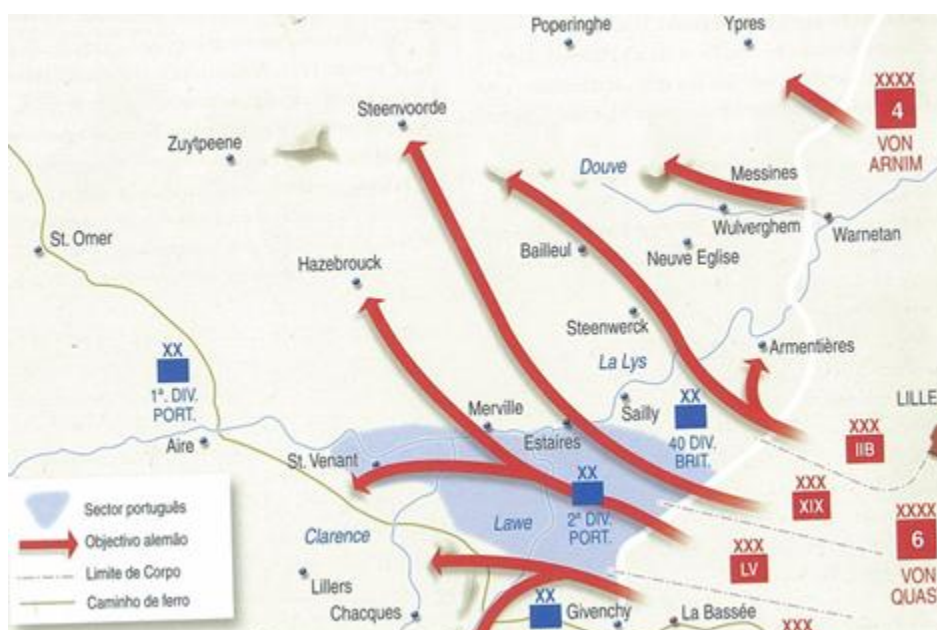 Poperinghe
Ypres
XXXX
4
VON
ARNIM
Steenvoorde
Zuytpeene
Douve
Messines
Wulverghem
Warnetan
St. Omer
Bailleul
Neuve Eglise
Hazebrouck
Steenwerck
Armentières
La Lys
XX
1ª. DIV.
PORT.
Merville
Sailly
XX
40 DIV.
BRIT.
LILLE
Aire
Estaires
XXX
IIB
St. Venant
XX
2ª DIV.
PORT.
XXX
XIX
XXXX
6
VON
QUAS
Clarence
Lawe
XXX
LV
Lillers
Chacques
XX
Givenchy
La Bassée
XXX
Sector português
Objectivo alemão
Limite de Corpo
Caminho de ferro